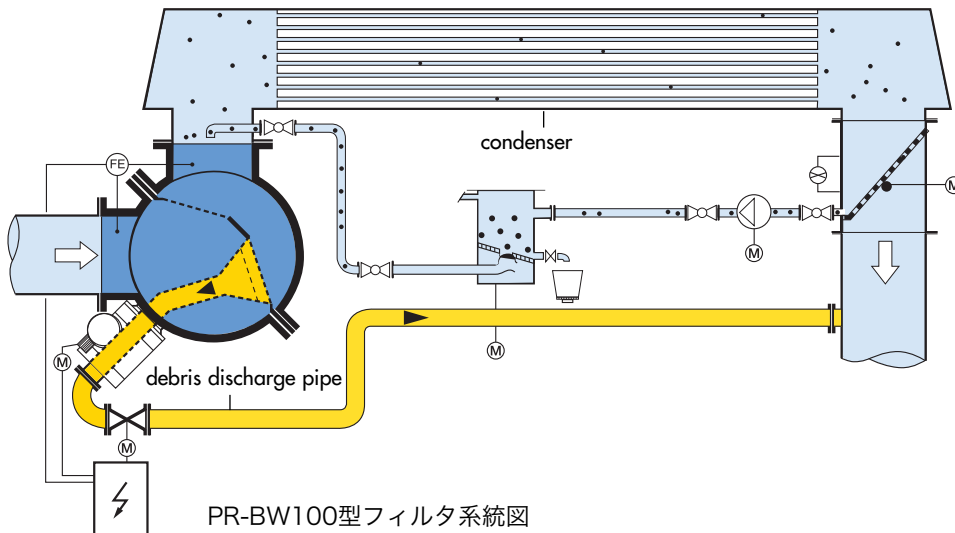 condenser
FE
M
M
M
debris discharge pipe
M
M
PR-BW100型フィルタ系統図